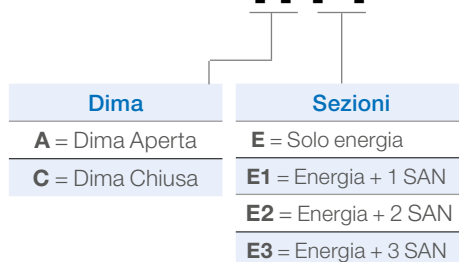 Dima
Sezioni
A = Dima Aperta
E = Solo energia
C = Dima Chiusa
E1 = Energia + 1 SAN
E2 = Energia + 2 SAN
E3 = Energia + 3 SAN